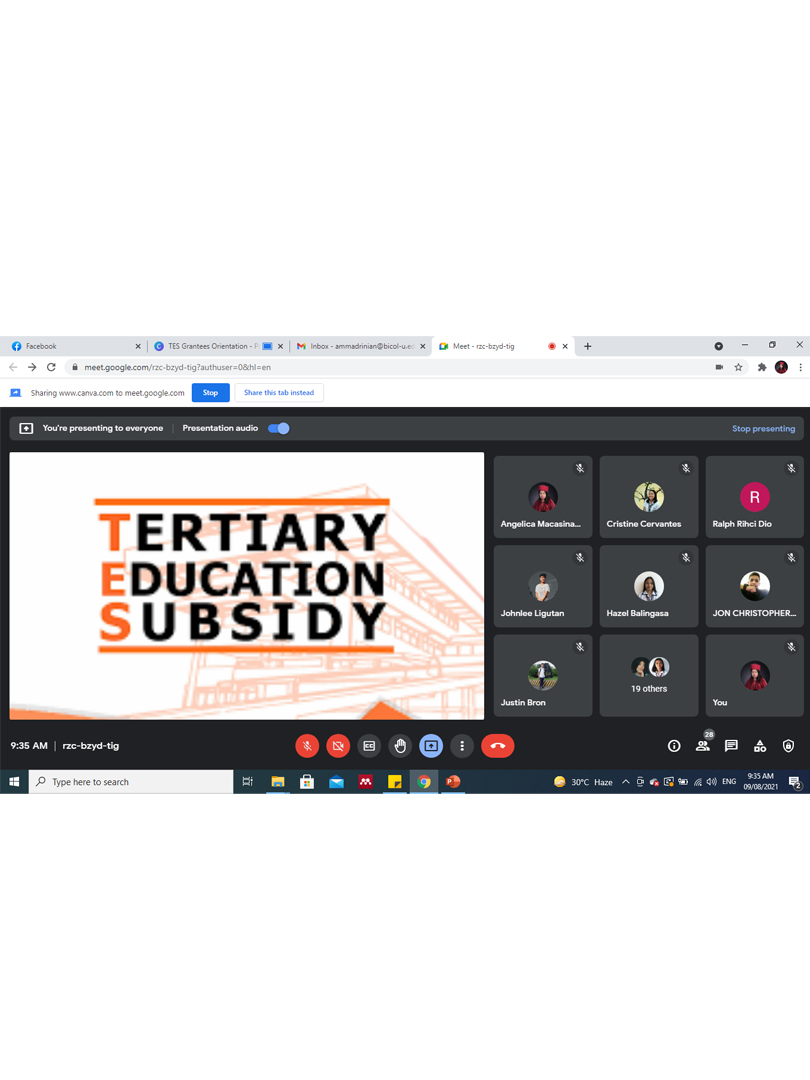 Facebook
TES Grantees Orientation - P
Inbox - ammadrinian@bicol-u.ed
Meet - rzc-bzyd-tig
meet.google.com/rzc-bzyd-tig?authuser=0&hl=en
Sharing www.canva.com to meet.google.com
Stop
Share this tab instead
You're presenting to everyone
Presentation audio
Stop presenting
TERTIARY
EDUCATION
SUBSIDY
Angelica Macasina...
Cristine Cervantes
R
Ralph Rihci Dio
Johnlee Ligutan
Hazel Balingasa
JON CHRISTOPHER...
Justin Bron
19 others
You
9:35 AM | rzc-bzyd-tig
28
Type here to search
30°C Haze
ENG
9:35 AM
09/08/2021
2